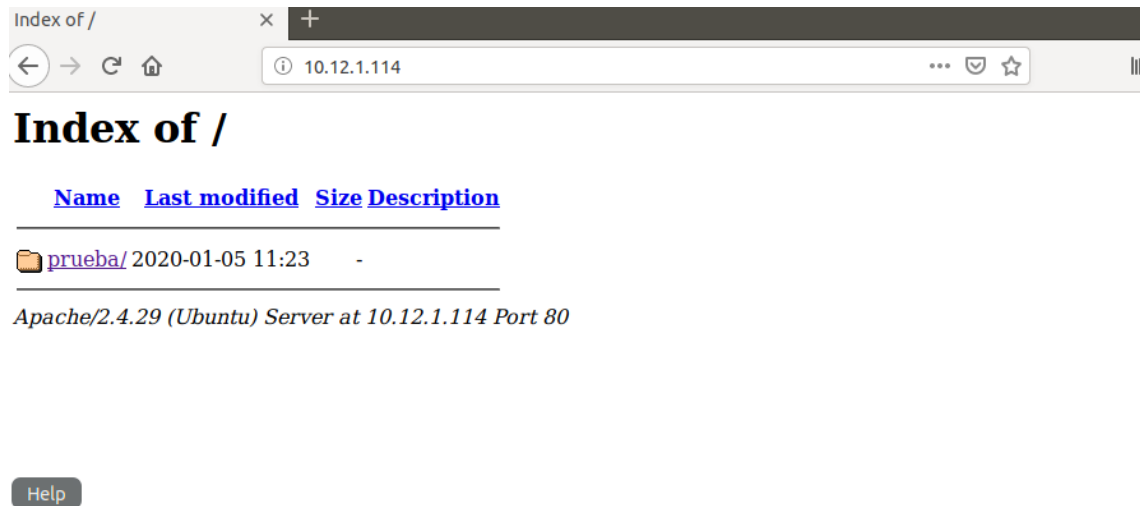 Index of /
10.12.1.114
Index of /
Name Last modified Size Description
prueba/ 2020-01-05 11:23 -
Apache/2.4.29 (Ubuntu) Server at 10.12.1.114 Port 80
Help